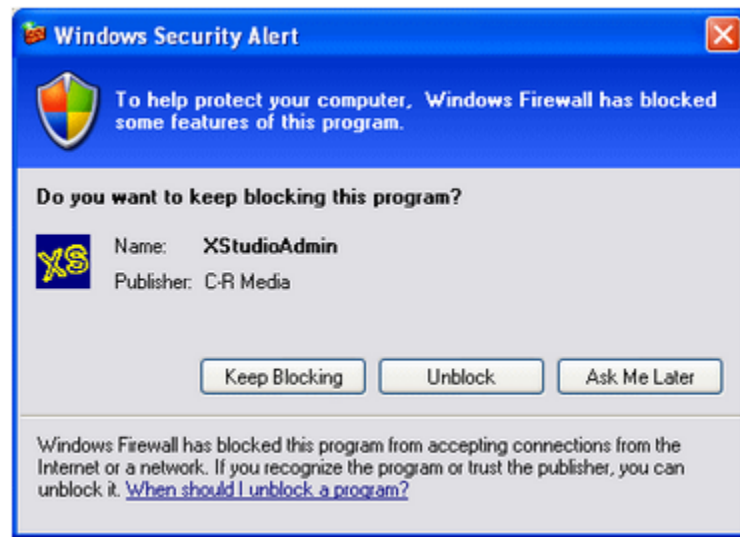 Windows Security Alert
To help protect your computer, Windows Firewall has blocked
some features of this program.
Do you want to keep blocking this program?
XS
Name: XStudioAdmin
Publisher: C-R Media
Keep Blocking Unblock Ask Me Later
Windows Firewall has blocked this program from accepting connections from the
Internet or a network. If you recognize the program or trust the publisher, you can
unblock it. When should I unblock a program?